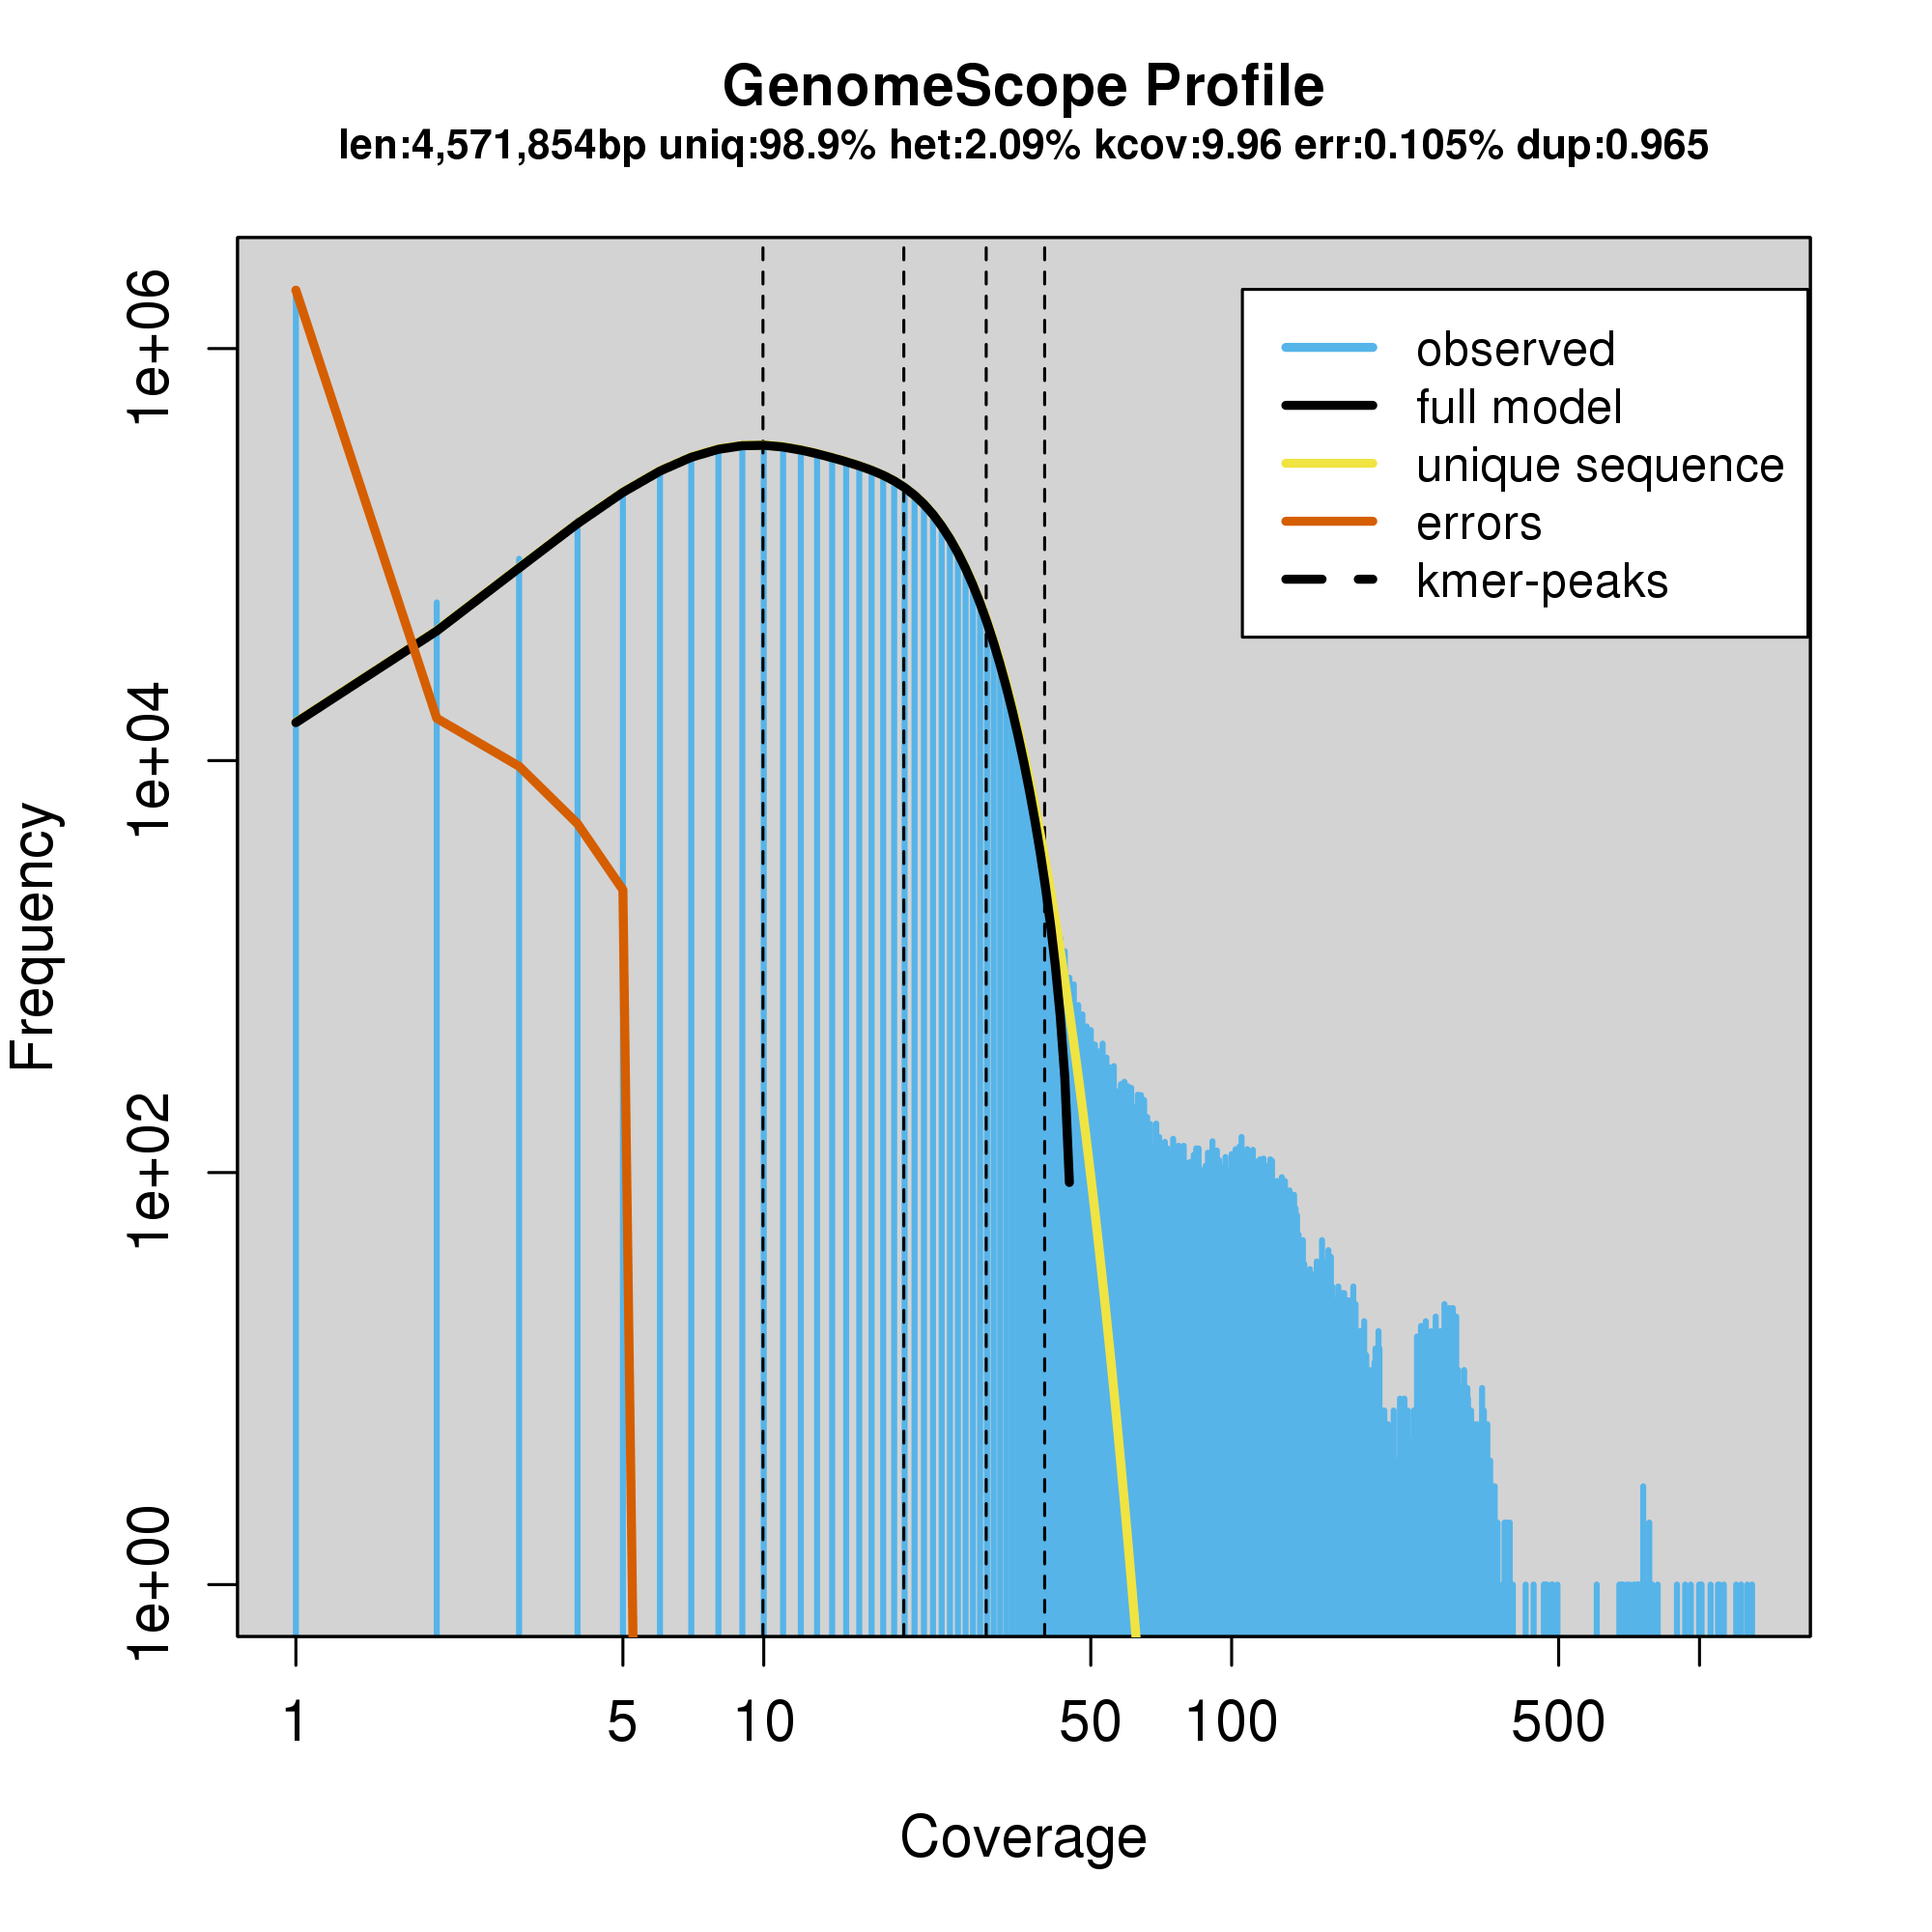 GenomeScope Profile
len:4,571,854bp uniq:98.9% het:2.09% kcov:9.96 err:0.105% dup:0.965
observed
full model
unique sequence
errors
kmer-peaks
Frequency
1e+06
1e+04
1e+02
1e+00
1 5 10 50 100 500
Coverage